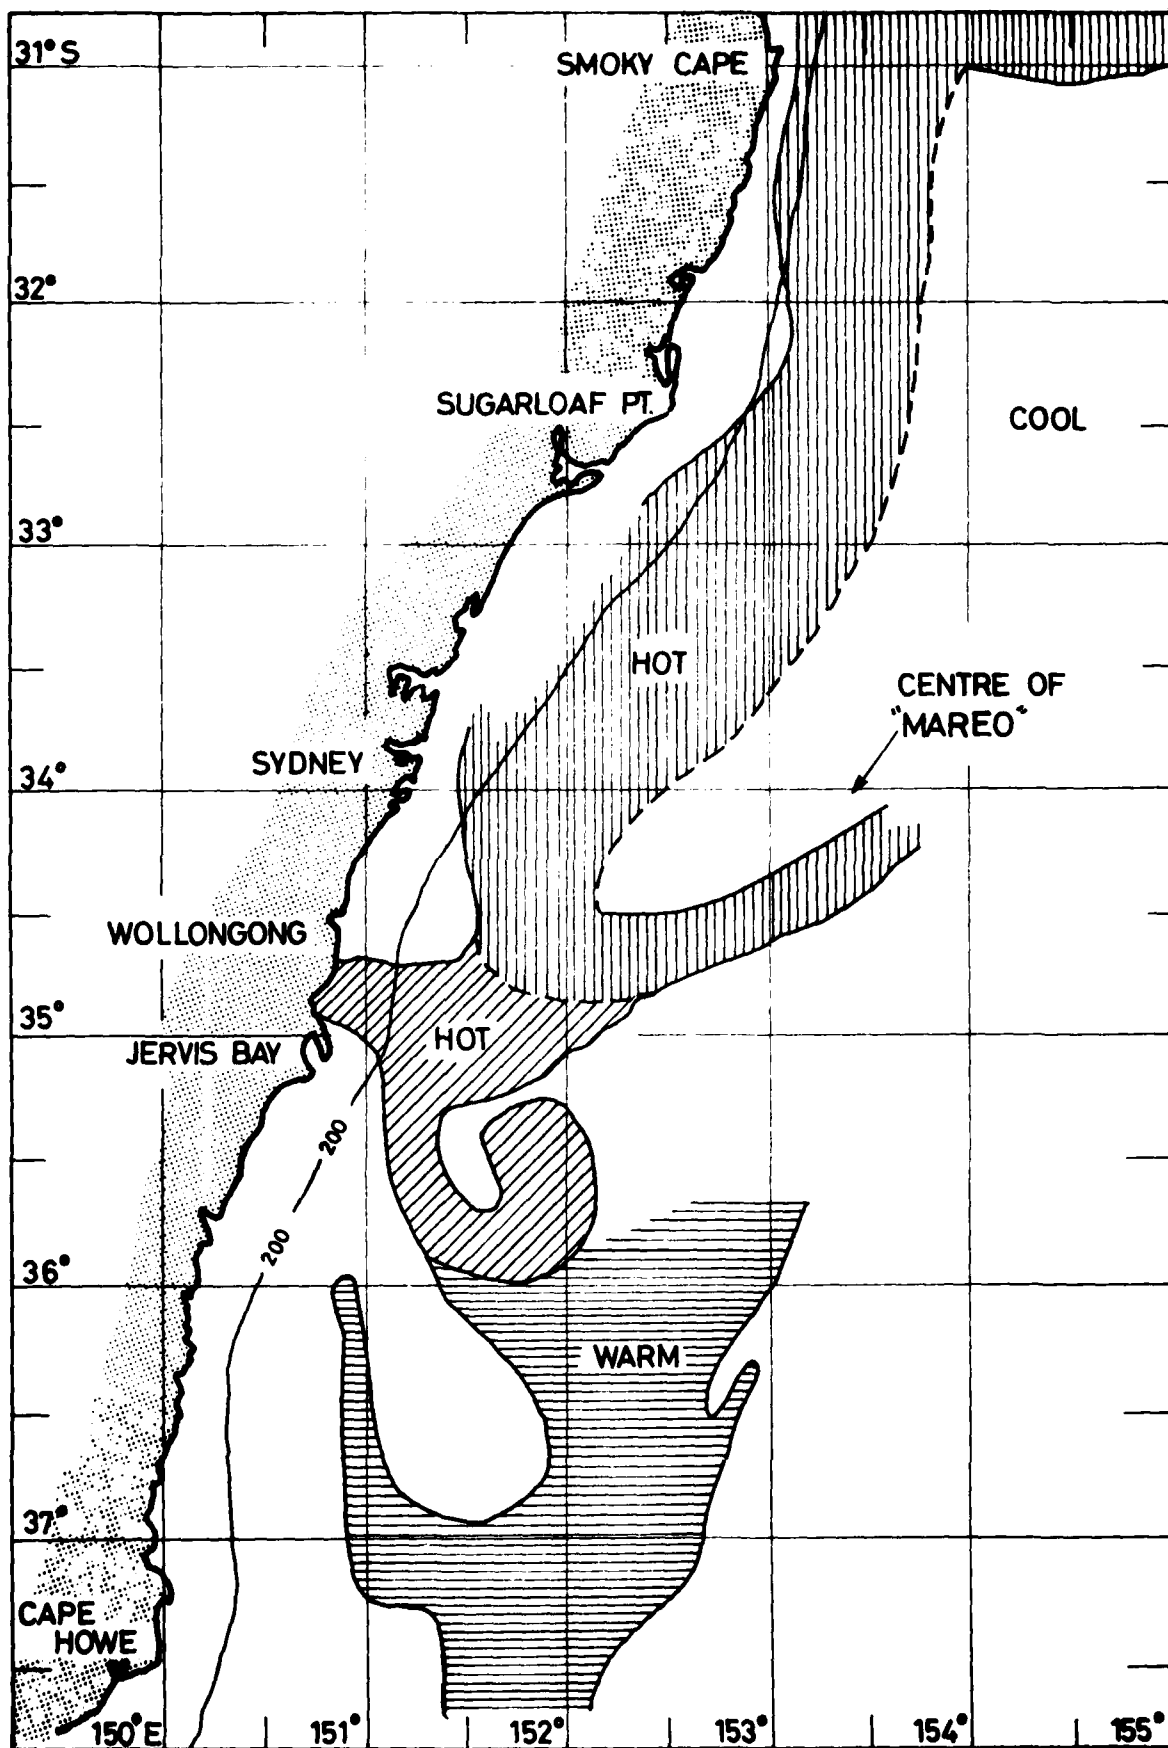 31° S
SMOKY CAPE
32°
SUGARLOAF PT.
COOL
33°
HOT
CENTRE OF
"MAREO"
SYDNEY
34°
WOLLONGONG
35°
HOT
JERVIS BAY
200
200
36°
WARM
37°
CAPE
HOWE
150°E 151° 152° 153° 154° 155°